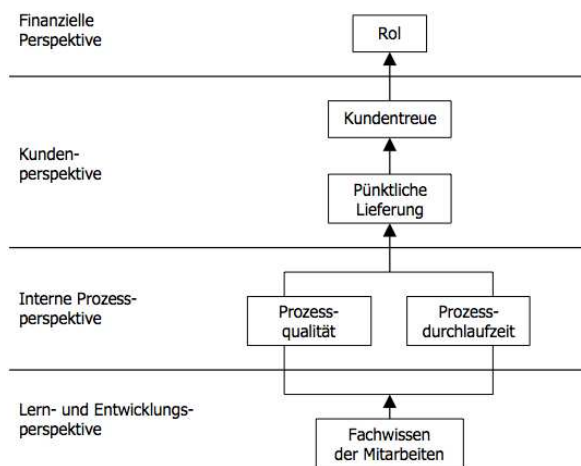 Finanzielle
Perspektive
RoI
Kundentreue
Kunden-
perspektive
Pünktliche
Lieferung
Interne Prozess-
perspektive
Prozess-
qualität
Prozess-
durchlaufzeit
Lern- und Entwicklungs-
perspektive
Fachwissen
der Mitarbeiten